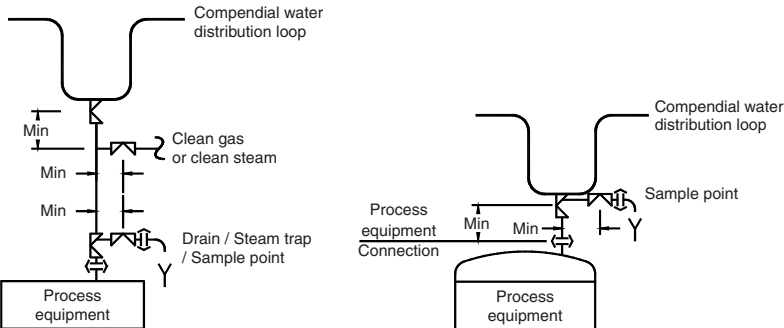 Compendial water
distribution loop
Min
Clean gas
or clean steam
Min
Min
Drain / Steam trap
/ Sample point
Process
equipment
Compendial water
distribution loop
Sample point
Process
equipment
Connection
Min
Min
Process
equipment